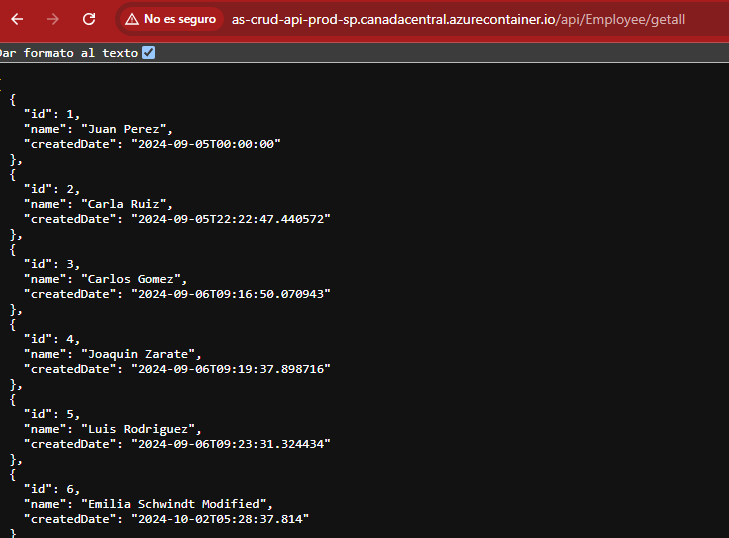 No es seguro as-crud-api-prod-sp.canadacentral.azurecontainer.io/api/Employee/getall
Dar formato al texto
[
{
"id": 1,
"name": "Juan Perez",
"createdDate": "2024-09-05T00:00:00"
},
{
"id": 2,
"name": "Carla Ruiz",
"createdDate": "2024-09-05T22:22:47.440572"
},
{
"id": 3,
"name": "Carlos Gomez",
"createdDate": "2024-09-06T09:16:50.070943"
},
{
"id": 4,
"name": "Joaquin Zarate",
"createdDate": "2024-09-06T09:19:37.898716"
},
{
"id": 5,
"name": "Luis Rodriguez",
"createdDate": "2024-09-06T09:23:31.324434"
},
{
"id": 6,
"name": "Emilia Schwindt Modified",
"createdDate": "2024-10-02T05:28:37.814"
}